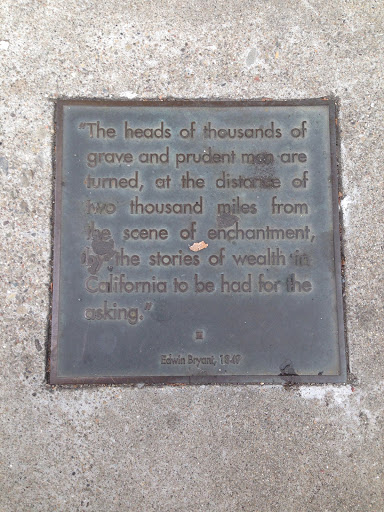 "The heads of thousands of
grave and prudent men are
turned, at the distance of
two thousand miles from
the scene of enchantment,
by the stories of wealth in
California to be had for the
asking."
Edwin Bryant, 1849